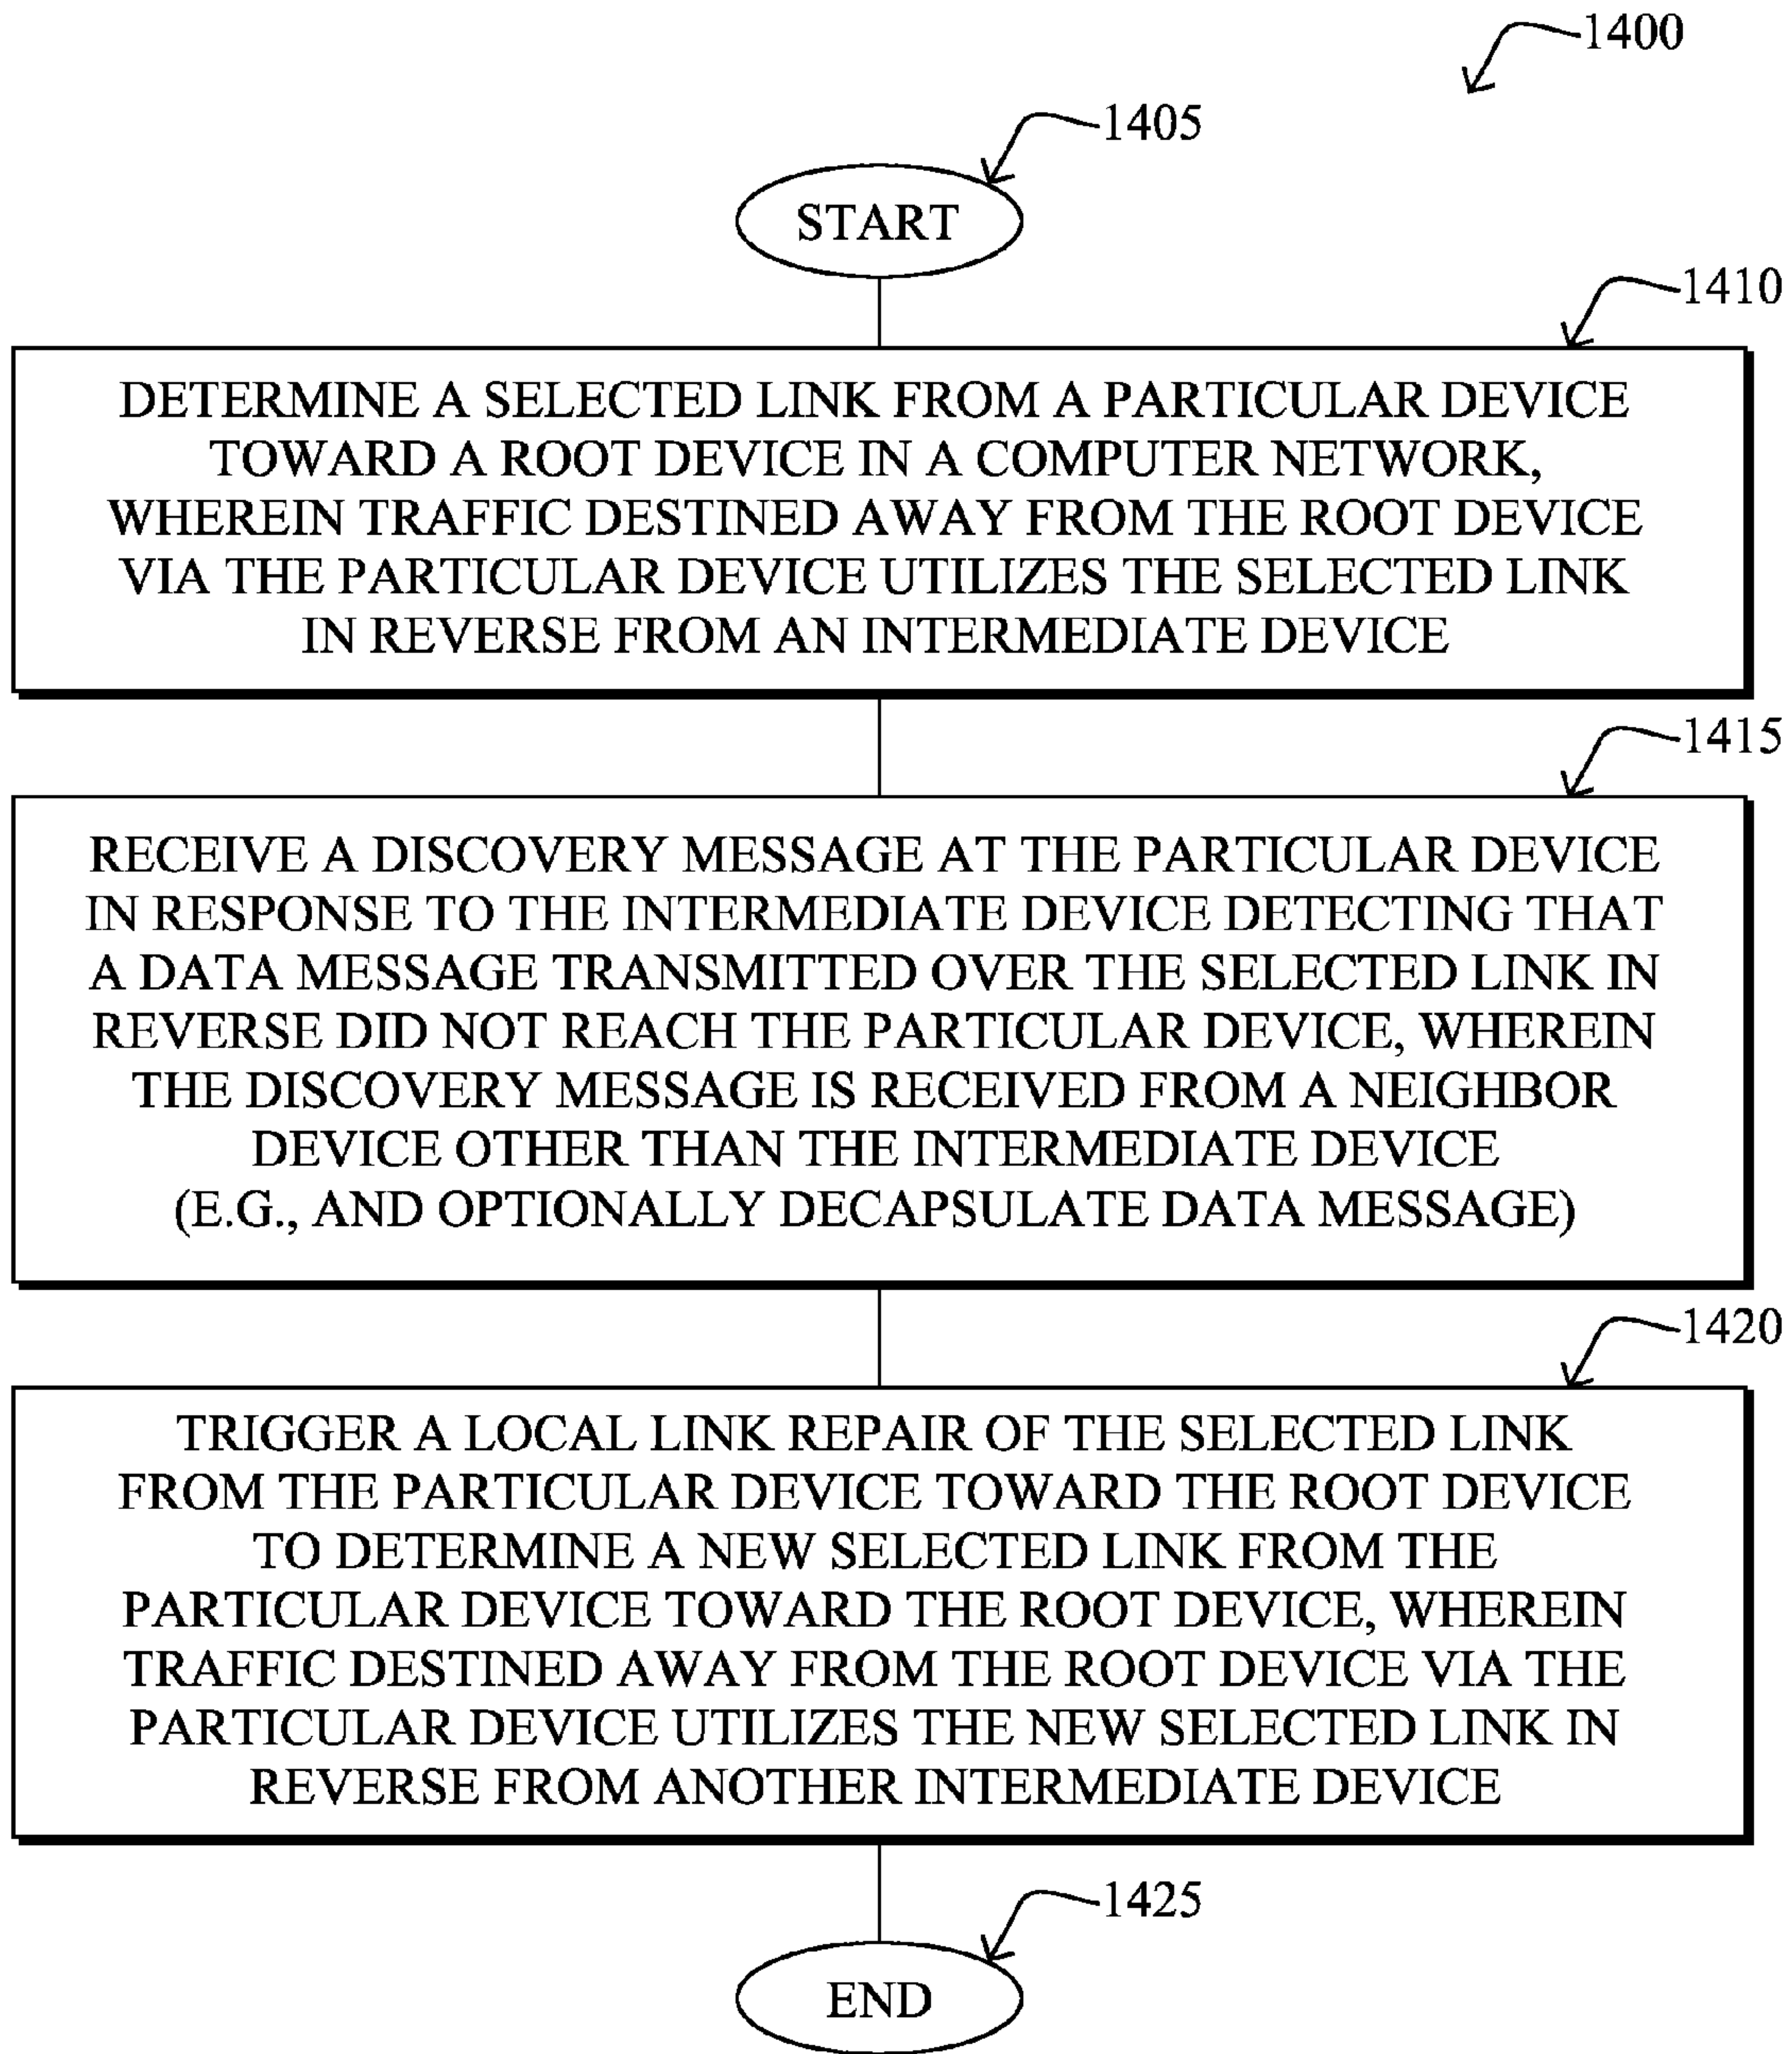 1400
1405
START
1410
DETERMINE A SELECTED LINK FROM A PARTICULAR DEVICE
TOWARD A ROOT DEVICE IN A COMPUTER NETWORK,
WHEREIN TRAFFIC DESTINED AWAY FROM THE ROOT DEVICE
VIA THE PARTICULAR DEVICE UTILIZES THE SELECTED LINK
IN REVERSE FROM AN INTERMEDIATE DEVICE
1415
RECEIVE A DISCOVERY MESSAGE AT THE PARTICULAR DEVICE
IN RESPONSE TO THE INTERMEDIATE DEVICE DETECTING THAT
A DATA MESSAGE TRANSMITTED OVER THE SELECTED LINK IN
REVERSE DID NOT REACH THE PARTICULAR DEVICE, WHEREIN
THE DISCOVERY MESSAGE IS RECEIVED FROM A NEIGHBOR
DEVICE OTHER THAN THE INTERMEDIATE DEVICE
(E.G., AND OPTIONALLY DECAPSULATE DATA MESSAGE)
1420
TRIGGER A LOCAL LINK REPAIR OF THE SELECTED LINK
FROM THE PARTICULAR DEVICE TOWARD THE ROOT DEVICE
TO DETERMINE A NEW SELECTED LINK FROM THE
PARTICULAR DEVICE TOWARD THE ROOT DEVICE, WHEREIN
TRAFFIC DESTINED AWAY FROM THE ROOT DEVICE VIA THE
PARTICULAR DEVICE UTILIZES THE NEW SELECTED LINK IN
REVERSE FROM ANOTHER INTERMEDIATE DEVICE
1425
END